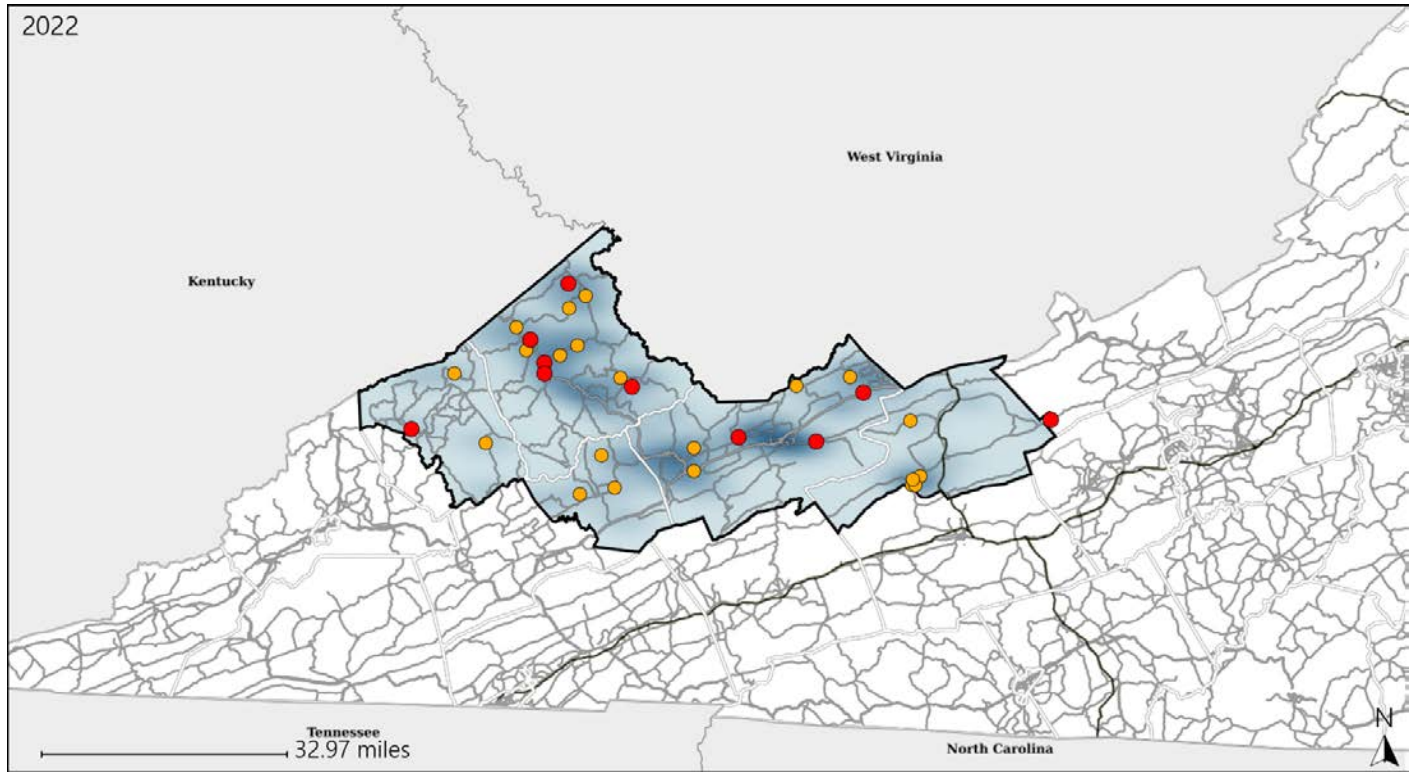 2022
West Virginia
Kentucky
N
Tennessee
32.97 miles
North Carolina